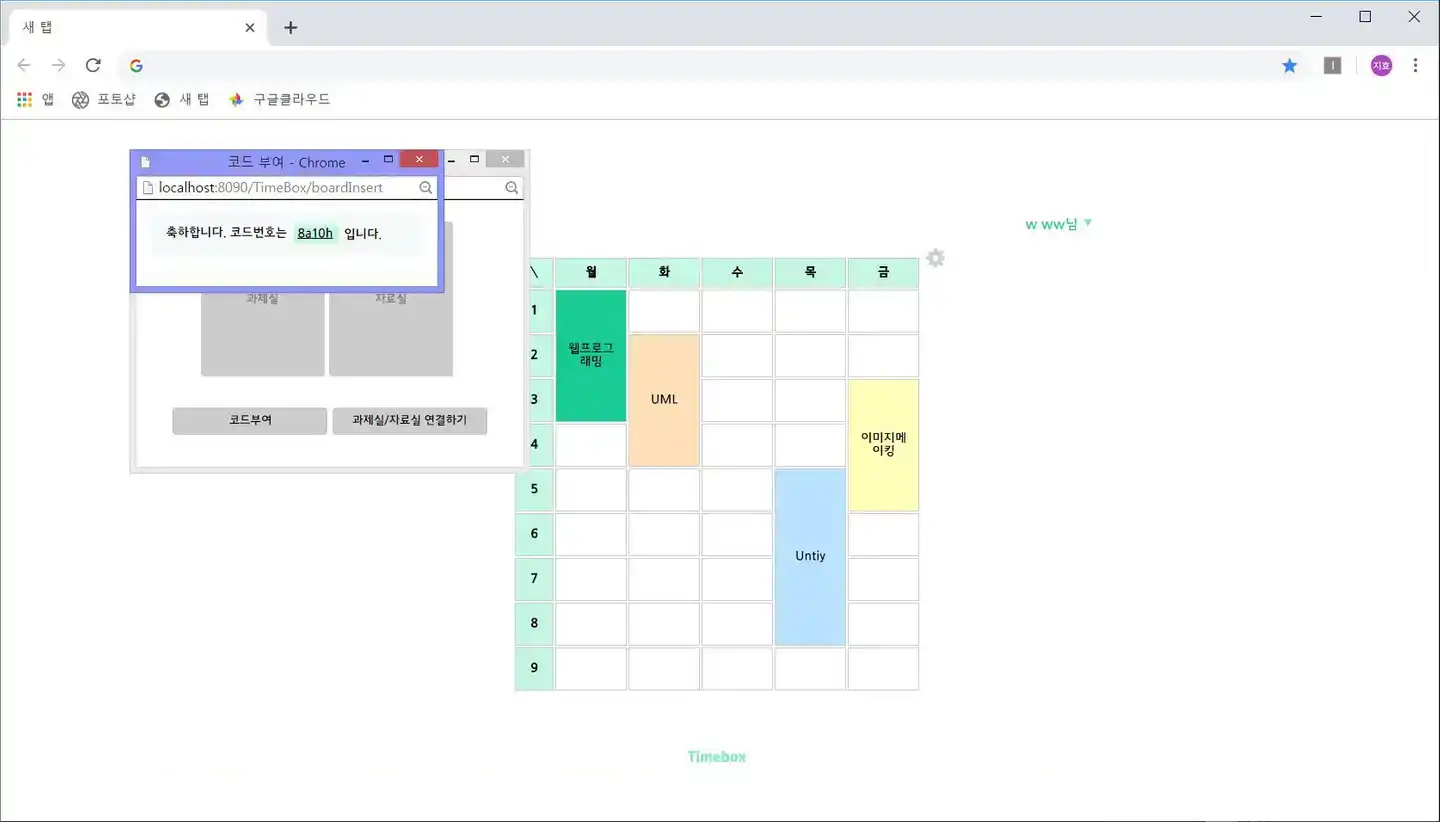 새 탭
G
I
지효
앱
포토샵
새 탭
구글클라우드
코드 부여 - Chrome
localhost:8090/TimeBox/boardInsert
축하합니다. 코드번호는 8a10h 입니다.
과제실
자료실
코드부여
과제실/자료실 연결하기
w ww님
\
월
화
수
목
금
1
2
3
4
5
6
7
8
9
웹프로그
래밍
UML
이미지메
이킹
Untiy
Timebox